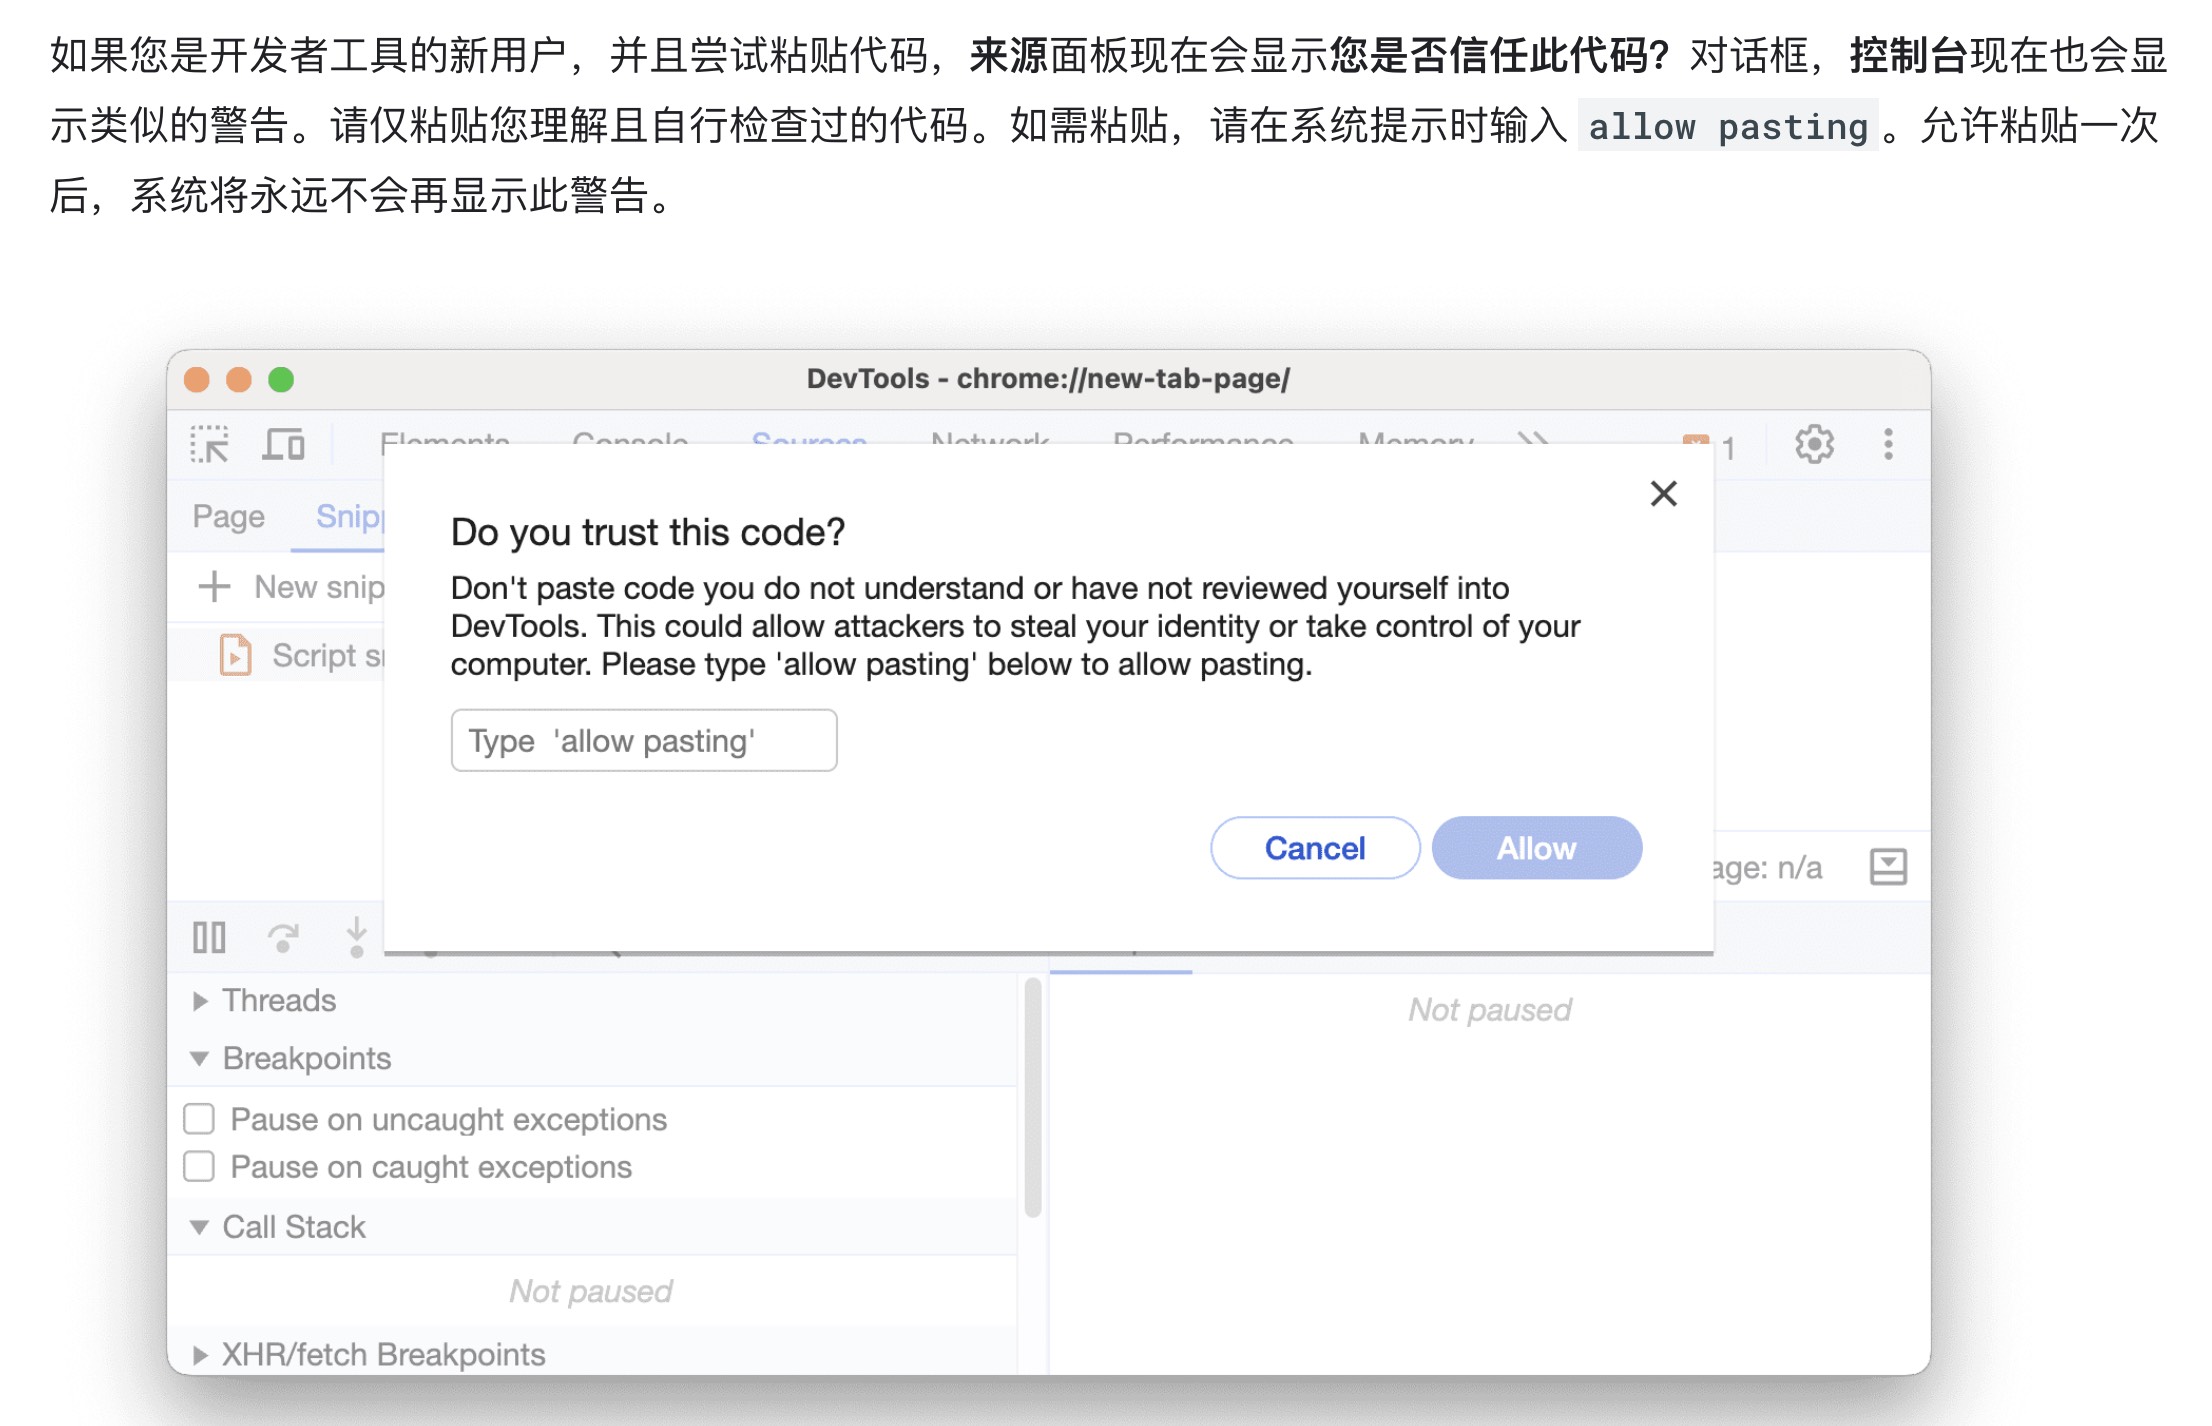 如果您是开发者工具的新用户，并且尝试粘贴代码，来源面板现在会显示您是否信任此代码？对话框，控制台现在也会显
示类似的警告。请仅粘贴您理解且自行检查过的代码。如需粘贴，请在系统提示时输入 allow pasting。允许粘贴一次
后，系统将永远不会再显示此警告。
DevTools - chrome://new-tab-page/
Elements Console Sources Network Performance Memory 1
Page Snipp
New snip
Script sn
Do you trust this code?
Don't paste code you do not understand or have not reviewed yourself into
DevTools. This could allow attackers to steal your identity or take control of your
computer. Please type 'allow pasting' below to allow pasting.
Type 'allow pasting'
Cancel Allow
age: n/a
Threads
Not paused
Breakpoints
Pause on uncaught exceptions
Pause on caught exceptions
Call Stack
Not paused
XHR/fetch Breakpoints